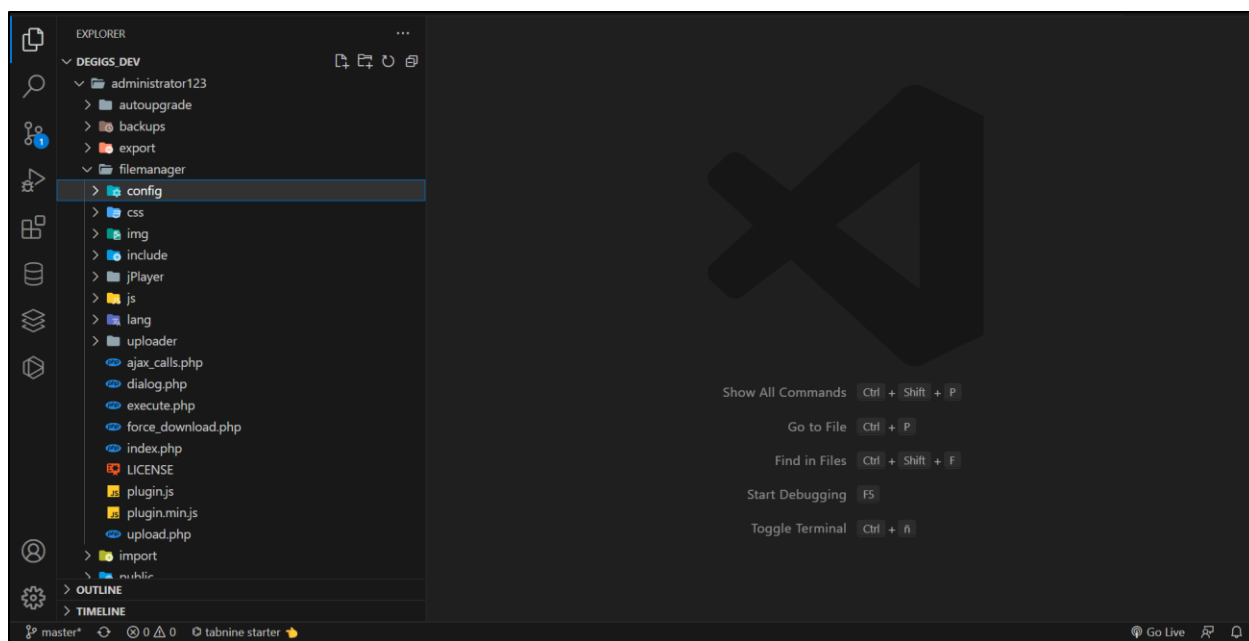 EXPLORER
DEGIGS_DEV
administrator123
autoupgrade
backups
export
filemanager
config
css
img
include
jPlayer
js
lang
uploader
ajax_calls.php
dialog.php
execute.php
force_download.php
index.php
LICENSE
plugin.js
plugin.min.js
upload.php
import
public
OUTLINE
TIMELINE
1
Show All Commands Ctrl + Shift + P
Go to File Ctrl + P
Find in Files Ctrl + Shift + F
Start Debugging F5
Toggle Terminal Ctrl + ñ
master* 0 0 tabnine starter Go Live